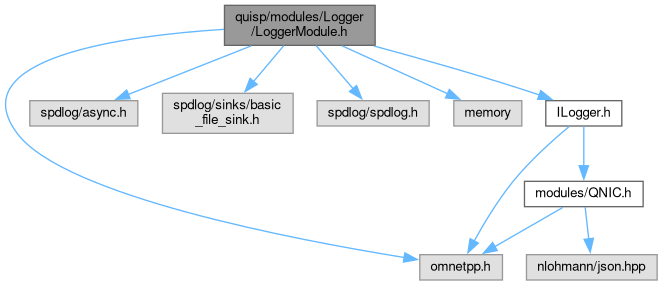 quisp/modules/Logger
/LoggerModule.h
spdlog/async.h
spdlog/sinks/basic
_file_sink.h
spdlog/spdlog.h
memory
ILogger.h
modules/QNIC.h
omnetpp.h
nlohmann/json.hpp